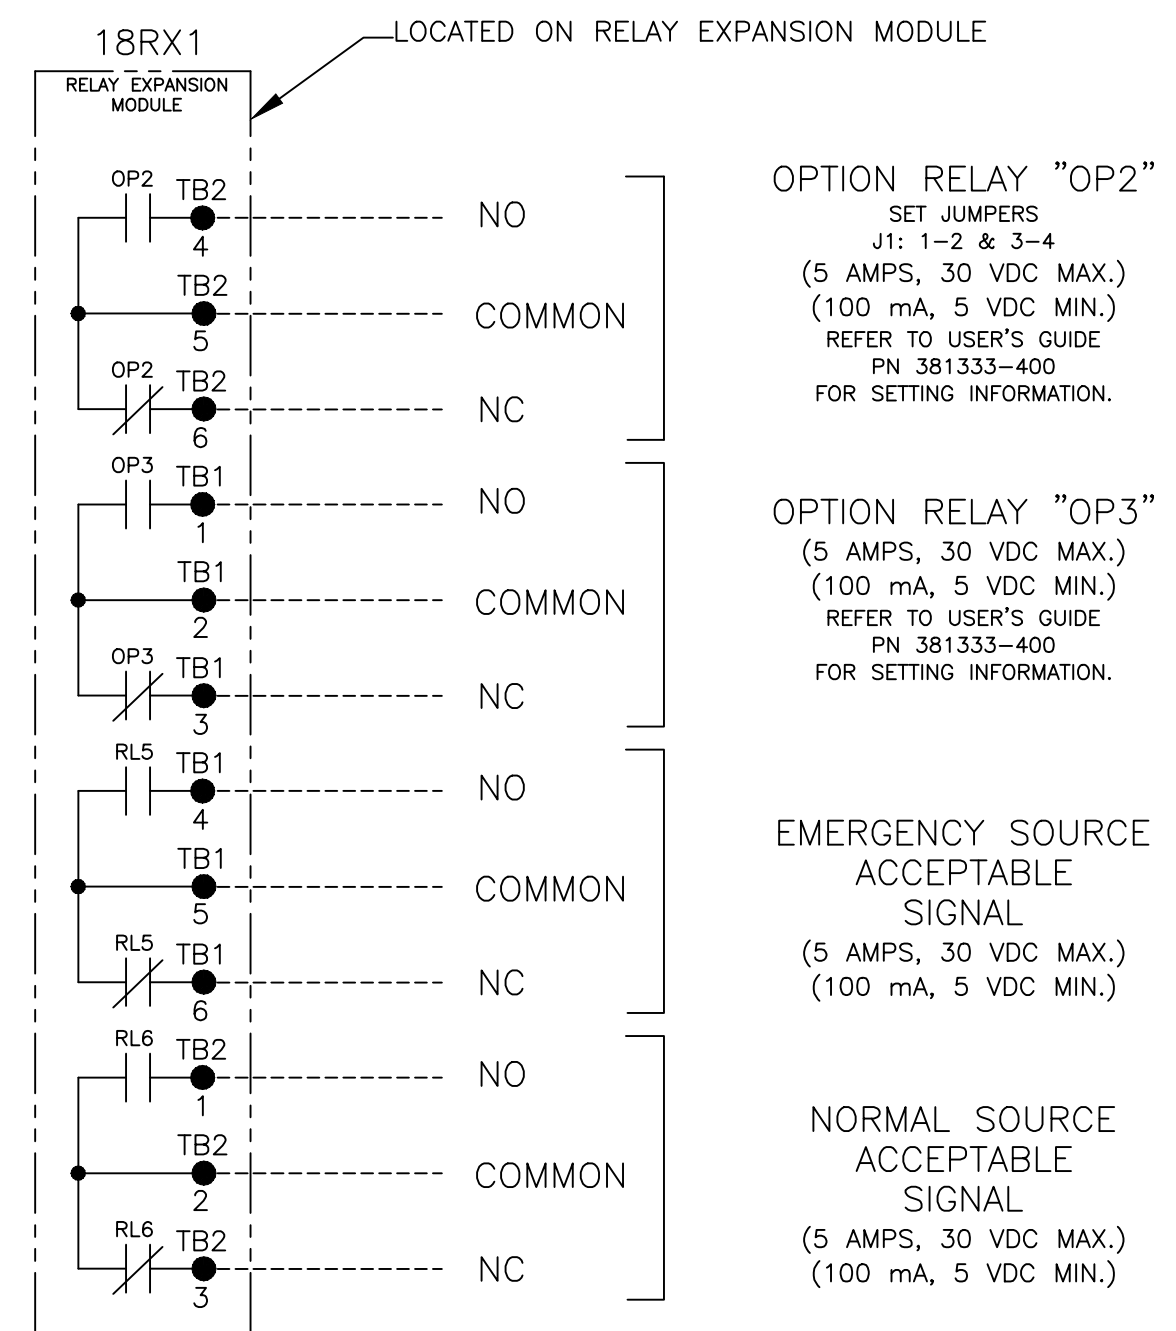 18RX1
LOCATED ON RELAY EXPANSION MODULE
RELAY EXPANSION
MODULE
OP2
TB2
4
NO
TB2
5
COMMON
OP2
TB2
6
NC
OPTION RELAY ”OP2”
SET JUMPERS
J1: 1–2 & 3–4
(5 AMPS, 30 VDC MAX.)
(100 mA, 5 VDC MIN.)
REFER TO USER’S GUIDE
PN 381333–400
FOR SETTING INFORMATION.
OP3
TB1
1
NO
TB1
2
COMMON
OP3
TB1
3
NC
OPTION RELAY ”OP3”
(5 AMPS, 30 VDC MAX.)
(100 mA, 5 VDC MIN.)
REFER TO USER’S GUIDE
PN 381333–400
FOR SETTING INFORMATION.
RL5
TB1
4
NO
TB1
5
COMMON
RL5
TB1
6
NC
EMERGENCY SOURCE
ACCEPTABLE
SIGNAL
(5 AMPS, 30 VDC MAX.)
(100 mA, 5 VDC MIN.)
RL6
TB2
1
NO
TB2
2
COMMON
RL6
TB2
3
NC
NORMAL SOURCE
ACCEPTABLE
SIGNAL
(5 AMPS, 30 VDC MAX.)
(100 mA, 5 VDC MIN.)